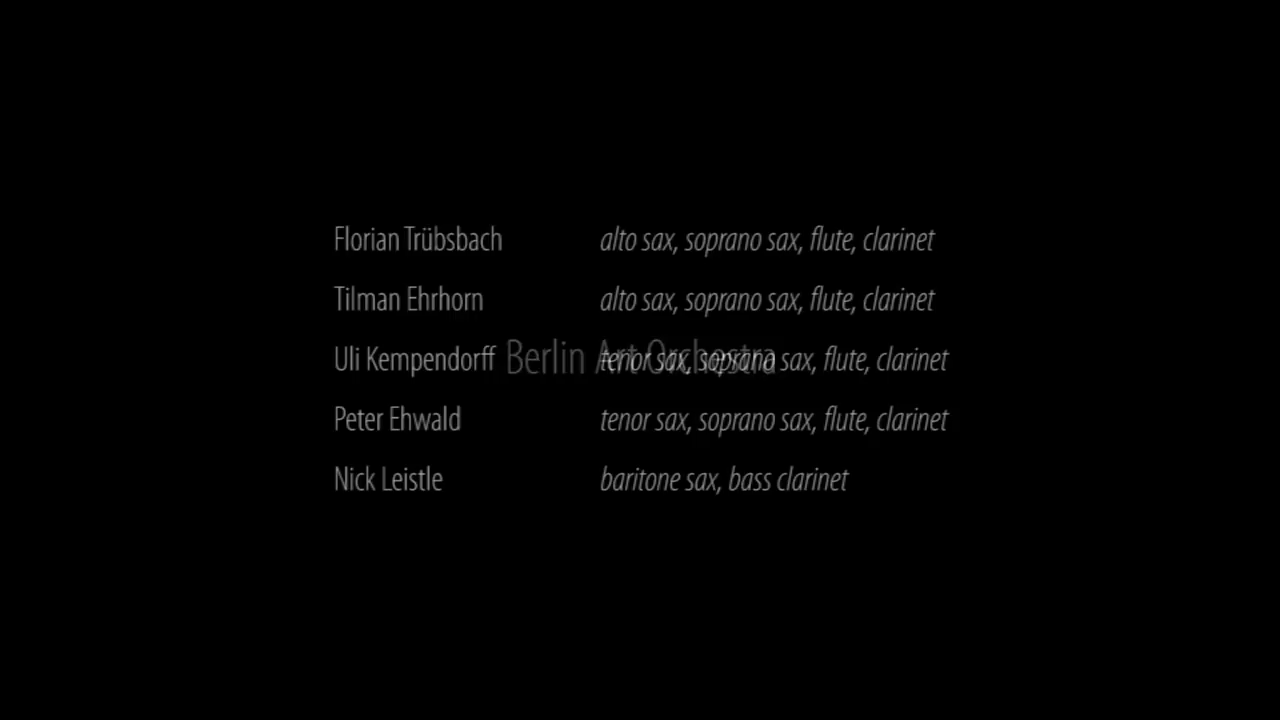 Florian Trübsbach alto sax, soprano sax, flute, clarinet
Tilman Ehrhorn alto sax, soprano sax, flute, clarinet
Uli Kempendorff tenor sax, soprano sax, flute, clarinet
Berlin Art Orchestra
Peter Ehwald tenor sax, soprano sax, flute, clarinet
Nick Leistle baritone sax, bass clarinet